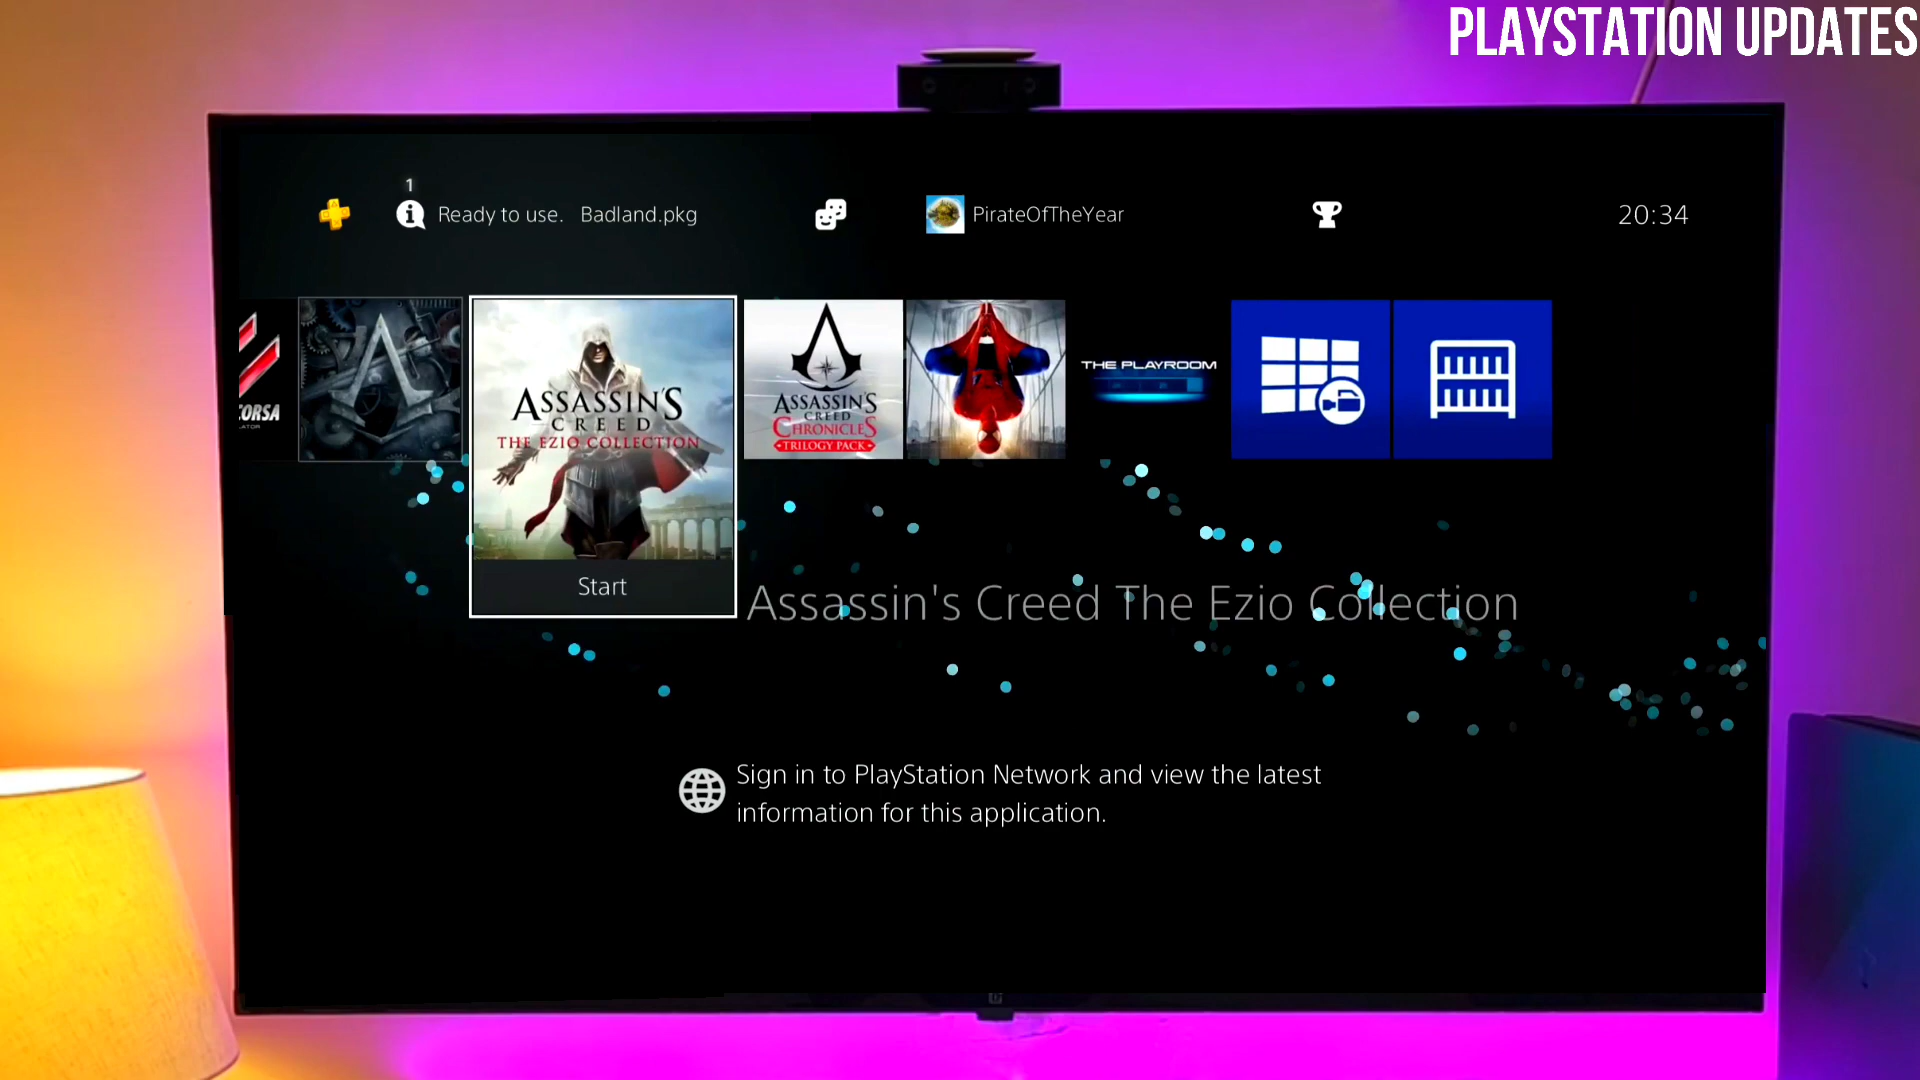 PLAYSTATION UPDATES
1
Ready to use. Badland.pkg
PirateOfTheYear
20:34
CORSA
ASSASSIN'S
CREED
THE EZIO COLLECTION
Start
ASSASSIN'S
CREED
CHRONICLES
TRILOGY PACK
THE PLAYROOM
Assassin's Creed The Ezio Collection
Sign in to PlayStation Network and view the latest
information for this application.